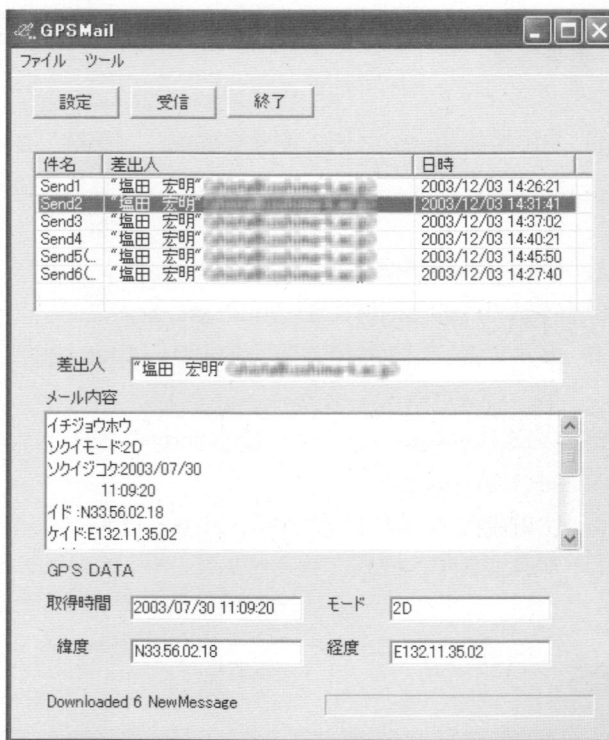 GPSMail
ファイル ツール
設定 受信 終了
件名 差出人 日時
Send1 "塩田 宏明" 2003/12/03 14:26:21
Send2 "塩田 宏明" 2003/12/03 14:31:41
Send3 "塩田 宏明" 2003/12/03 14:37:02
Send4 "塩田 宏明" 2003/12/03 14:40:21
Send5(... "塩田 宏明" 2003/12/03 14:45:50
Send6(... "塩田 宏明" 2003/12/03 14:27:40
差出人 "塩田 宏明"
メール内容
イチジョウホウ
ソクイモード:2D
ソクイジコク:2003/07/30
11:09:20
イド :N33.56.02.18
ケイド:E132.11.35.02
GPS DATA
取得時間 2003/07/30 11:09:20 モード 2D
緯度 N33.56.02.18 経度 E132.11.35.02
Downloaded 6 NewMessage